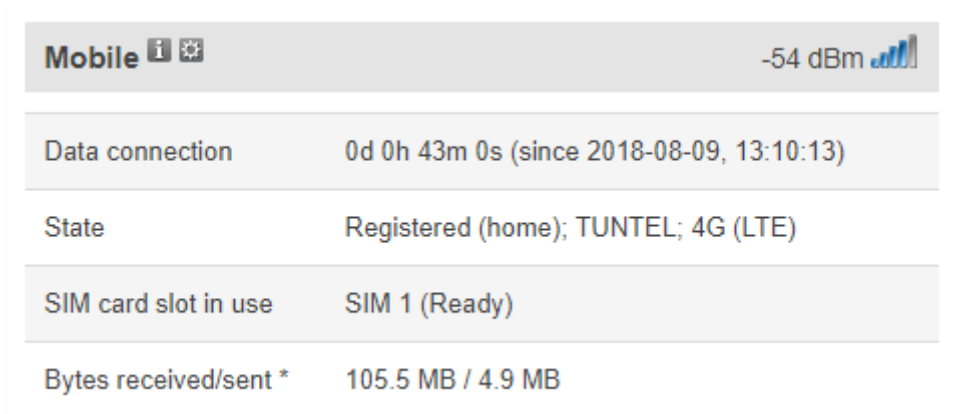 Mobile -54 dBm
Data connection 0d 0h 43m 0s (since 2018-08-09, 13:10:13)
State Registered (home); TUNTEL; 4G (LTE)
SIM card slot in use SIM 1 (Ready)
Bytes received/sent * 105.5 MB / 4.9 MB